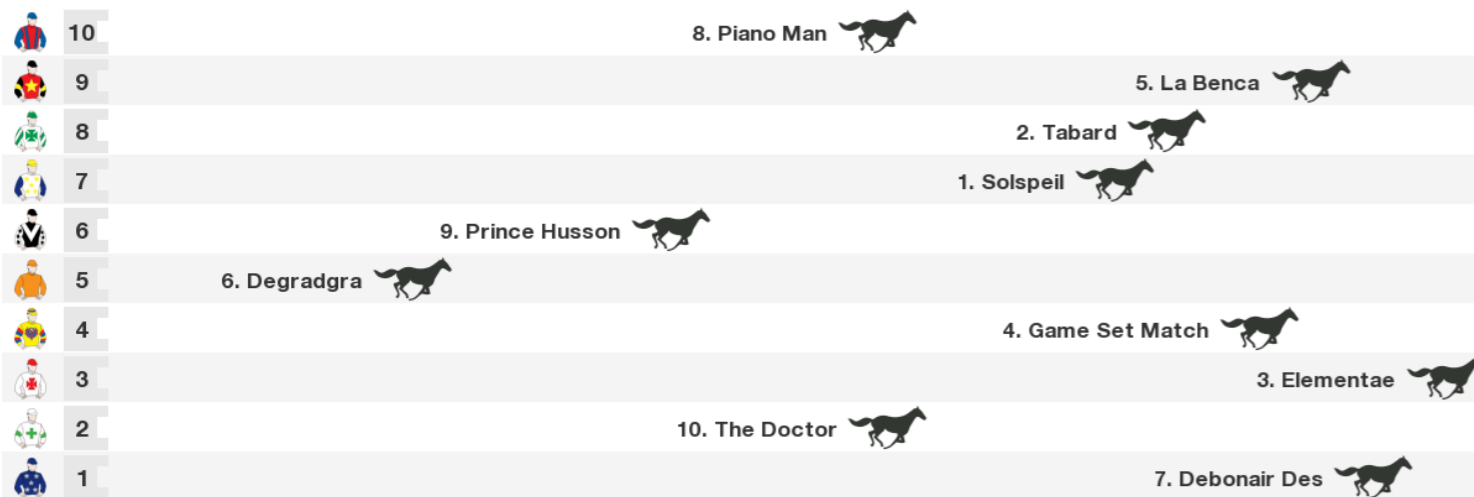 10 8. Piano Man
9 5. La Benca
8 2. Tabard
7 1. Solspeil
6 9. Prince Husson
5 6. Degradgra
4 4. Game Set Match
3 3. Elementae
2 10. The Doctor
1 7. Debonair Des